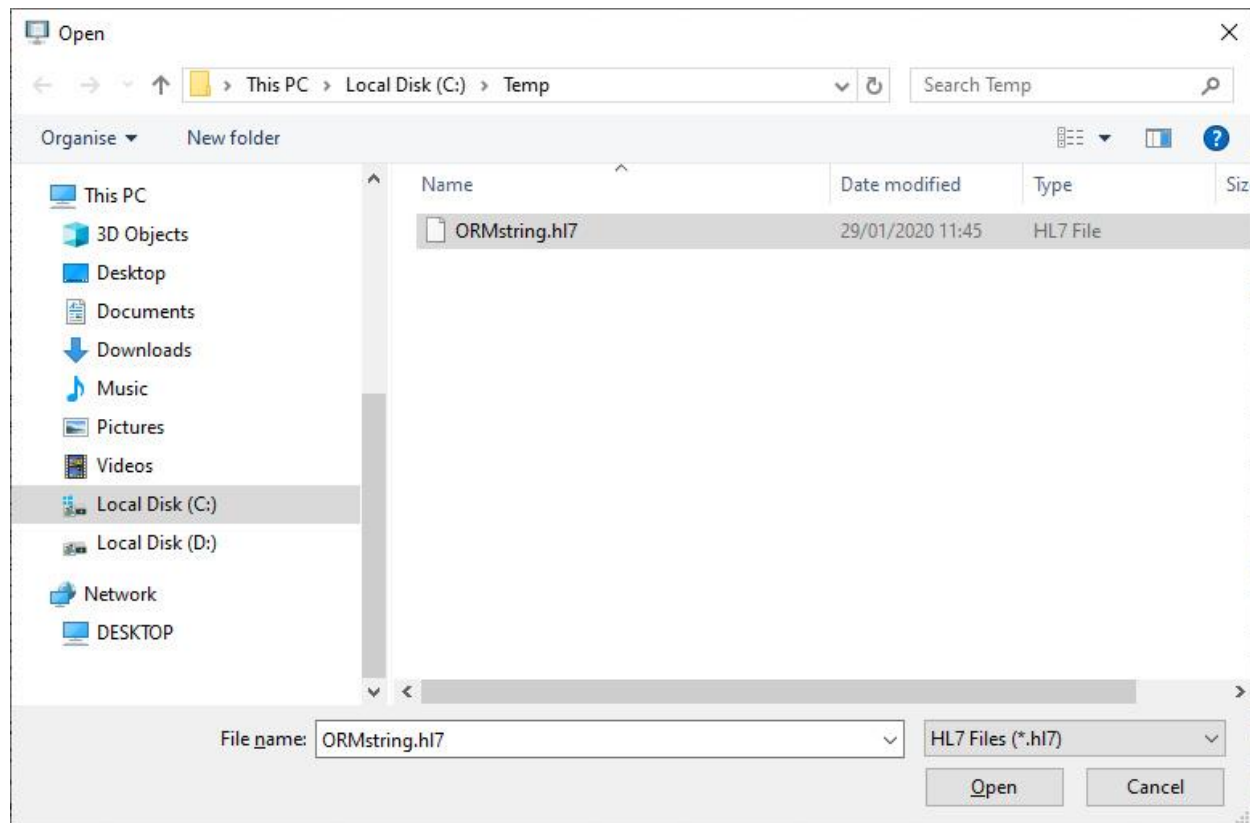 Open
This PC > Local Disk (C:) > Temp
Search Temp
Organise
New folder
Name
Date modified
Type
Siz
ORMstring.hl7
29/01/2020 11:45
HL7 File
This PC
3D Objects
Desktop
Documents
Downloads
Music
Pictures
Videos
Local Disk (C:)
Local Disk (D:)
Network
DESKTOP
File name:
ORMstring.hl7
HL7 Files (*.hl7)
Open
Cancel